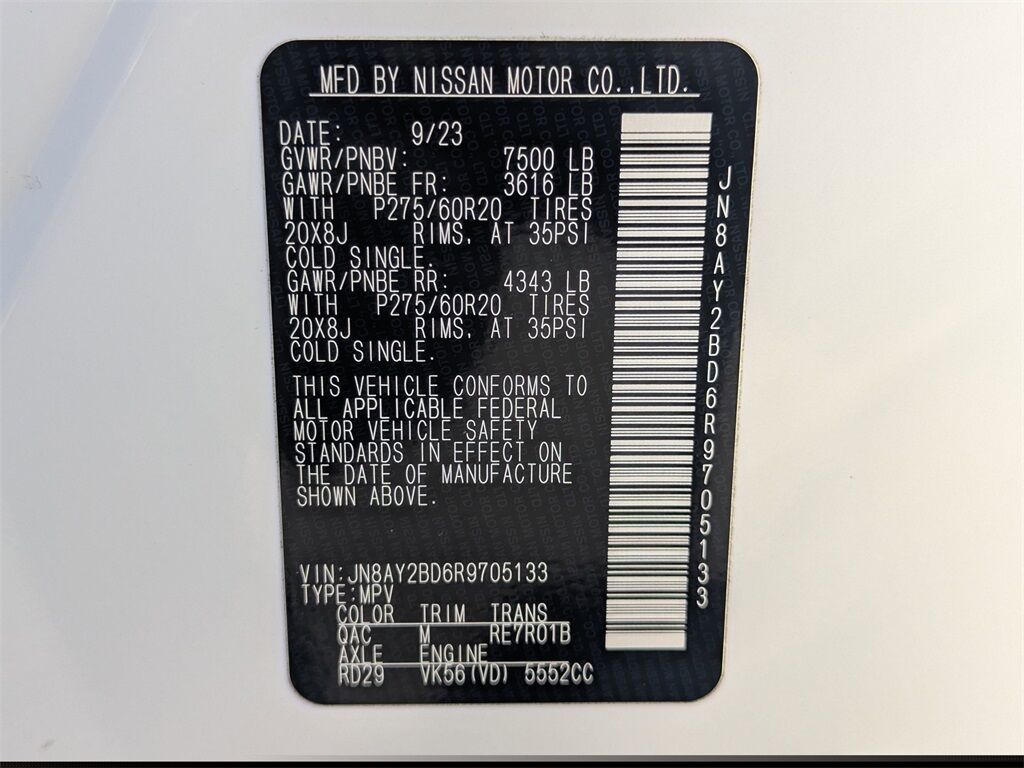 MFD BY NISSAN MOTOR CO.,LTD.
DATE: 9/23
GVWR/PNBV: 7500 LB
GAWR/PNBE FR: 3616 LB
WITH P275/60R20 TIRES
20X8J RIMS, AT 35PSI
COLD SINGLE.
GAWR/PNBE RR: 4343 LB
WITH P275/60R20 TIRES
20X8J RIMS, AT 35PSI
COLD SINGLE.
THIS VEHICLE CONFORMS TO
ALL APPLICABLE FEDERAL
MOTOR VEHICLE SAFETY
STANDARDS IN EFFECT ON
THE DATE OF MANUFACTURE
SHOWN ABOVE.
VIN:JN8AY2BD6R9705133
TYPE:MPV
COLOR TRIM TRANS
QAC M RE7R01B
AXLE ENGINE
RD29 VK56(VD) 5552CC
JN8AY2BD6R9705133